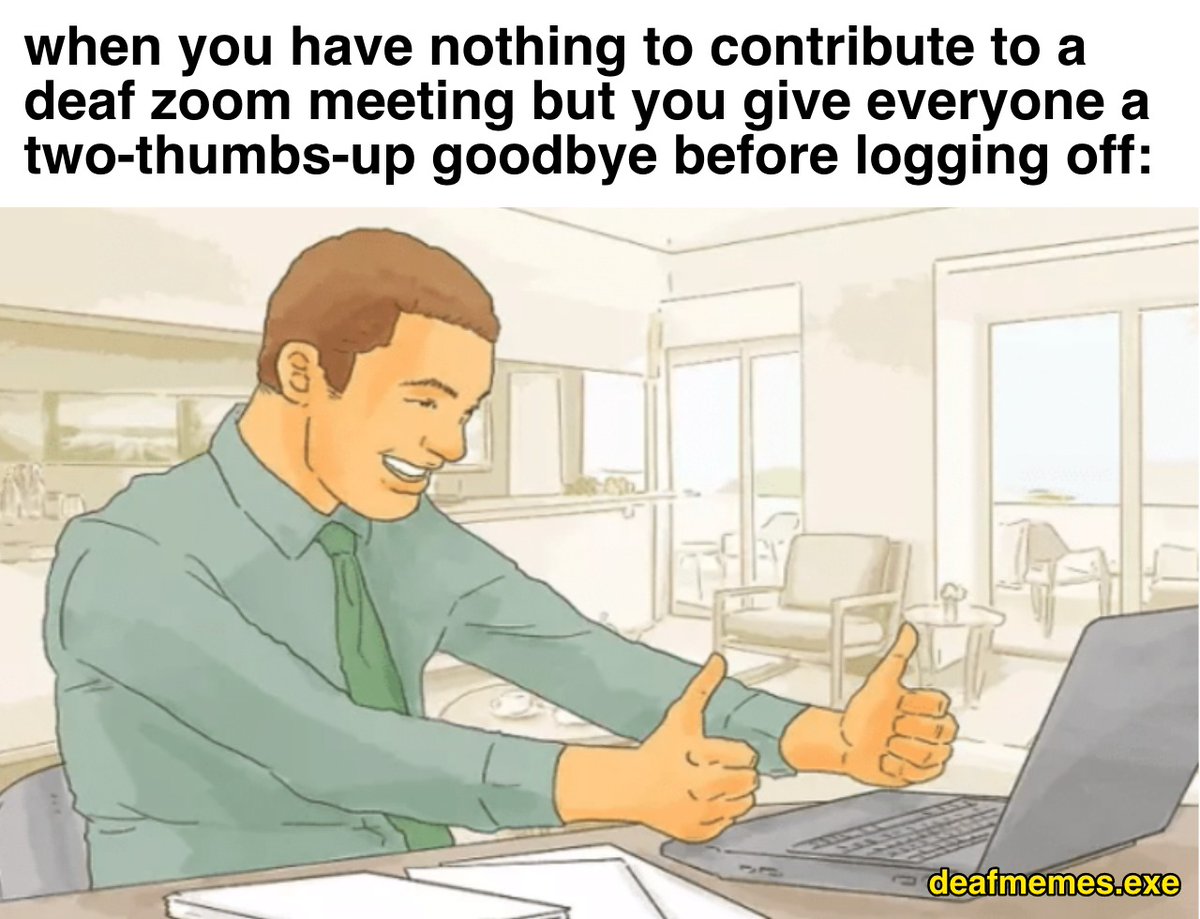 when you have nothing to contribute to a
deaf zoom meeting but you give everyone a
two-thumbs-up goodbye before logging off:
deafmemes.exe